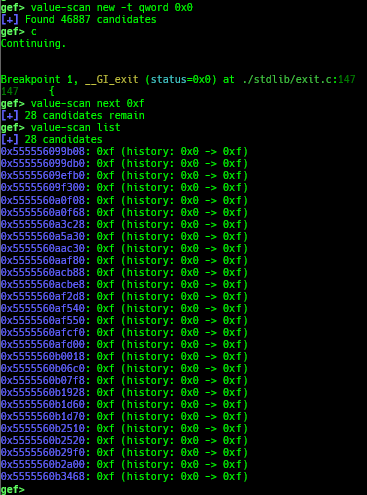 gef> value-scan new -t qword 0x0
[+] Found 46887 candidates
gef> c
Continuing.
Breakpoint 1, __GI_exit (status=0x0) at ./stdlib/exit.c:147
147 {
gef> value-scan next 0xf
[+] 28 candidates remain
gef> value-scan list
[+] 28 candidates
0x555556099b08: 0xf (history: 0x0 -> 0xf)
0x555556099db0: 0xf (history: 0x0 -> 0xf)
0x55555609efb0: 0xf (history: 0x0 -> 0xf)
0x55555609f300: 0xf (history: 0x0 -> 0xf)
0x5555560a0f08: 0xf (history: 0x0 -> 0xf)
0x5555560a0f68: 0xf (history: 0x0 -> 0xf)
0x5555560a3c28: 0xf (history: 0x0 -> 0xf)
0x5555560a5a30: 0xf (history: 0x0 -> 0xf)
0x5555560aac30: 0xf (history: 0x0 -> 0xf)
0x5555560aaf80: 0xf (history: 0x0 -> 0xf)
0x5555560acb88: 0xf (history: 0x0 -> 0xf)
0x5555560acbe8: 0xf (history: 0x0 -> 0xf)
0x5555560af2d8: 0xf (history: 0x0 -> 0xf)
0x5555560af540: 0xf (history: 0x0 -> 0xf)
0x5555560af550: 0xf (history: 0x0 -> 0xf)
0x5555560afcf0: 0xf (history: 0x0 -> 0xf)
0x5555560afd00: 0xf (history: 0x0 -> 0xf)
0x5555560b0018: 0xf (history: 0x0 -> 0xf)
0x5555560b06c0: 0xf (history: 0x0 -> 0xf)
0x5555560b07f8: 0xf (history: 0x0 -> 0xf)
0x5555560b1928: 0xf (history: 0x0 -> 0xf)
0x5555560b1d60: 0xf (history: 0x0 -> 0xf)
0x5555560b1d70: 0xf (history: 0x0 -> 0xf)
0x5555560b2510: 0xf (history: 0x0 -> 0xf)
0x5555560b2520: 0xf (history: 0x0 -> 0xf)
0x5555560b29f0: 0xf (history: 0x0 -> 0xf)
0x5555560b2a00: 0xf (history: 0x0 -> 0xf)
0x5555560b3468: 0xf (history: 0x0 -> 0xf)
gef>